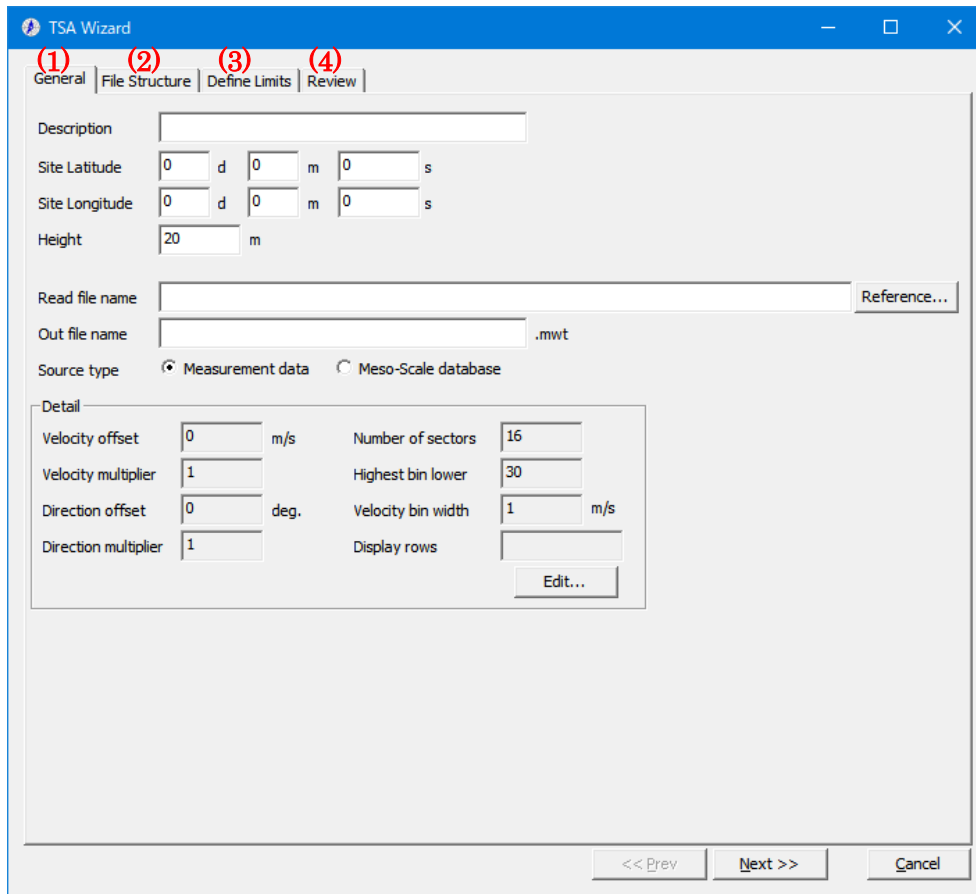 TSA Wizard
(1) (2) (3) (4)
General File Structure Define Limits Review
Description
Site Latitude 0 d 0 m 0 s
Site Longitude 0 d 0 m 0 s
Height 20 m
Read file name Reference...
Out file name .mwt
Source type Measurement data Meso-Scale database
Detail
Velocity offset 0 m/s Number of sectors 16
Velocity multiplier 1 Highest bin lower 30
Direction offset 0 deg. Velocity bin width 1 m/s
Direction multiplier 1 Display rows
Edit...
<< Prev Next >> Cancel